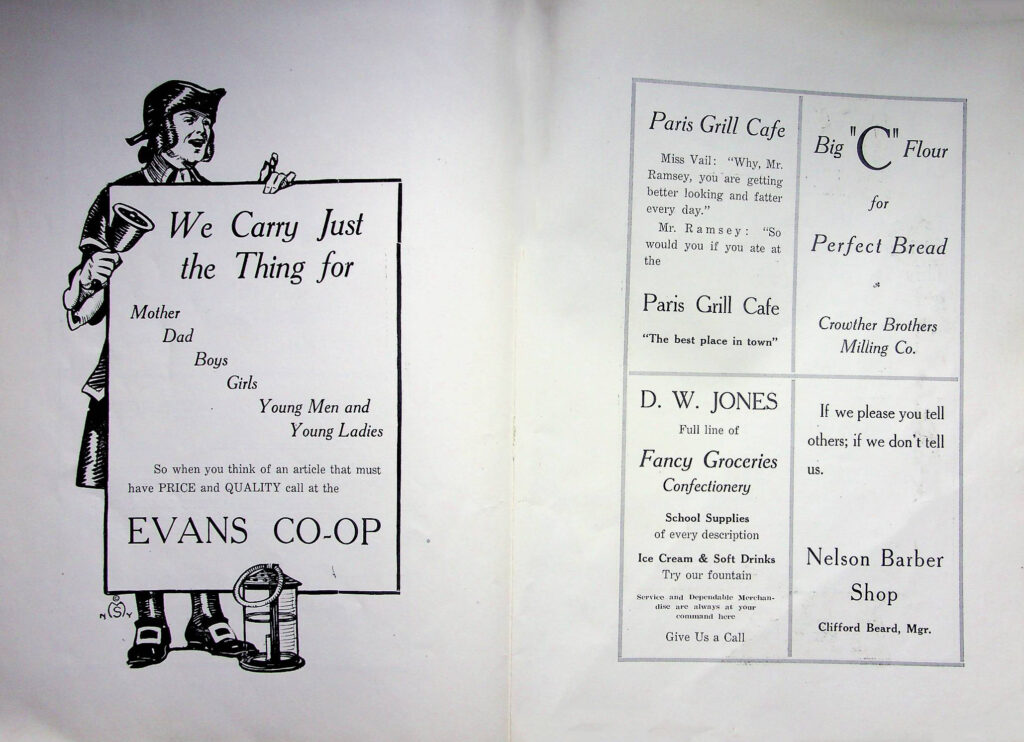 We Carry Just
the Thing for
Mother
Dad
Boys
Girls
Young Men and
Young Ladies
So when you think of an article that must
have PRICE and QUALITY call at the
EVANS CO-OP
© 
N S Y
Paris Grill Cafe
Miss Vail: "Why, Mr.
Ramsey, you are getting
better looking and fatter
every day."
Mr. Ramsey: "So
would you if you ate at
the
Paris Grill Cafe
"The best place in town"
Big "C" Flour
for
Perfect Bread
Crowther Brothers
Milling Co.
D. W. JONES
Full line of
Fancy Groceries
Confectionery
School Supplies
of every description
Ice Cream & Soft Drinks
Try our fountain
Service and Dependable Merchan-
dise are always at your
command here
Give Us a Call
If we please you tell
others; if we don't tell
us.
Nelson Barber
Shop
Clifford Beard, Mgr.